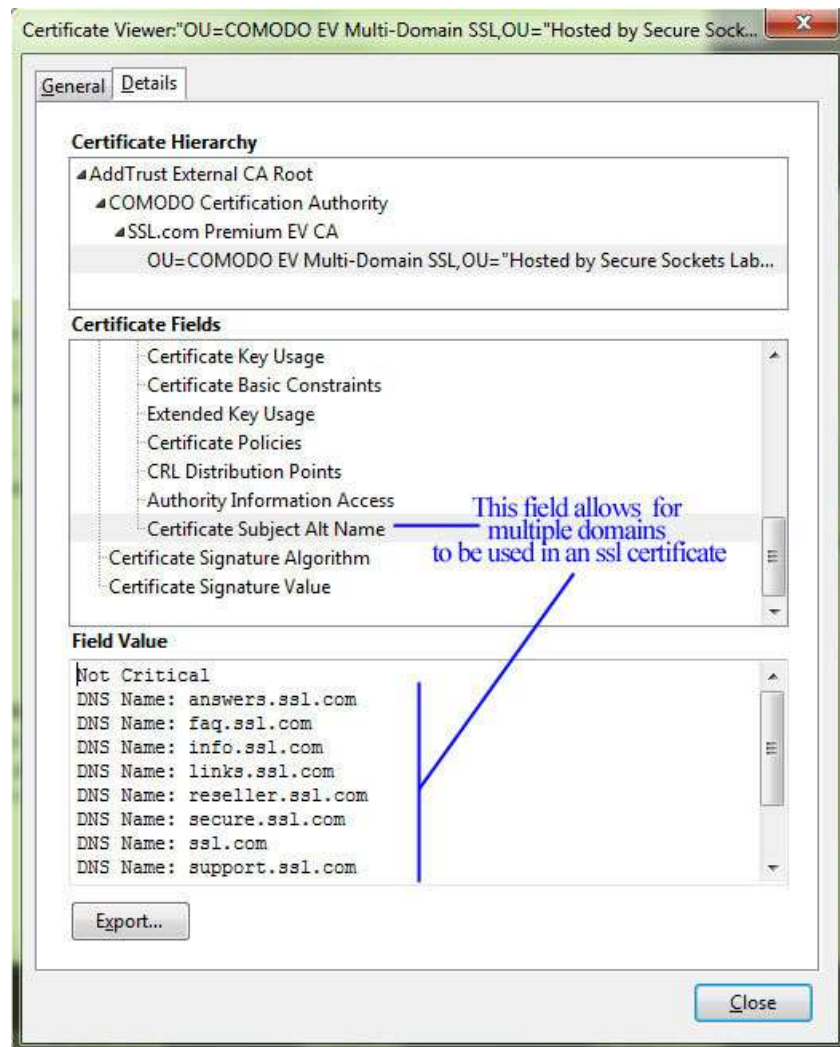 Certificate Viewer:"OU=COMODO EV Multi-Domain SSL,OU="Hosted by Secure Sock...
General
Details
Certificate Hierarchy
AddTrust External CA Root
COMODO Certification Authority
SSL.com Premium EV CA
OU=COMODO EV Multi-Domain SSL,OU="Hosted by Secure Sockets Lab...
Certificate Fields
Certificate Key Usage
Certificate Basic Constraints
Extended Key Usage
Certificate Policies
CRL Distribution Points
Authority Information Access
Certificate Subject Alt Name
Certificate Signature Algorithm
Certificate Signature Value
This field allows for
multiple domains
to be used in an ssl certificate
Field Value
Not Critical
DNS Name: answers.ssl.com
DNS Name: faq.ssl.com
DNS Name: info.ssl.com
DNS Name: links.ssl.com
DNS Name: reseller.ssl.com
DNS Name: secure.ssl.com
DNS Name: ssl.com
DNS Name: support.ssl.com
Export...
Close